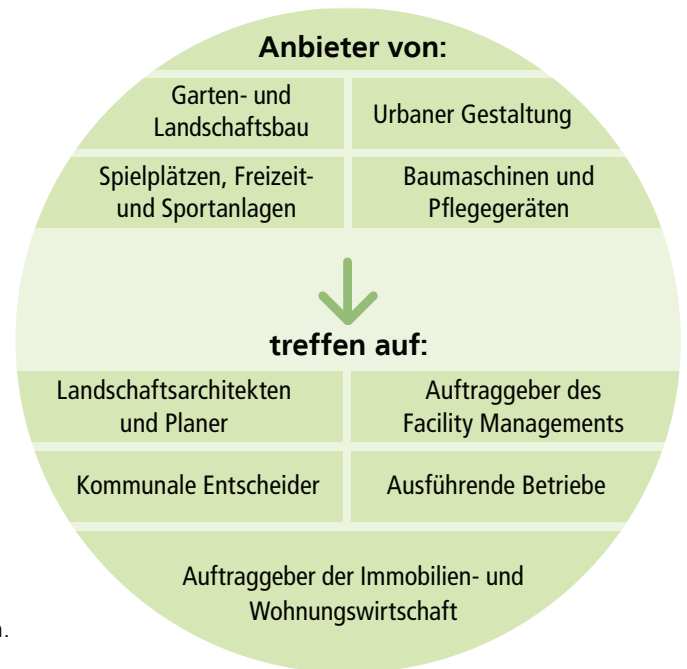 Anbieter von:
Garten- und
Landschaftsbau
Urbaner Gestaltung
Spielplätzen, Freizeit-
und Sportanlagen
Baumaschinen und
Pflegegeräten
treffen auf:
Landschaftsarchitekten
und Planer
Auftraggeber des
Facility Managements
Kommunale Entscheider
Ausführende Betriebe
Auftraggeber der Immobilien- und
Wohnungswirtschaft